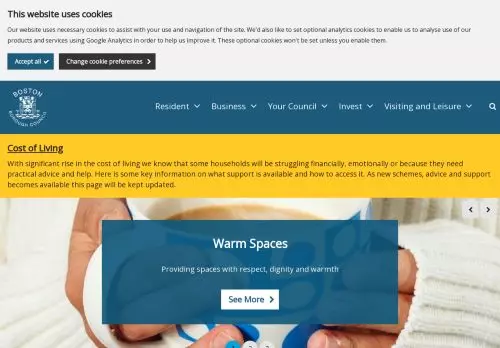 This website uses cookies
Our website uses necessary cookies to assist with your use and navigation of the site. We'd also like to set optional analytics cookies to enable us to analyse use of our
products and services using Google Analytics in order to help us improve it. These optional cookies won't be set unless you enable them.
Accept all Change cookie preferences
BOSTON
BOROUGH COUNCIL
Resident Business Your Council Invest Visiting and Leisure
Cost of Living
With significant rise in the cost of living we know that some households will be struggling financially, emotionally or because they need
practical advice and help. Here is some key information on what support is available and how to access it. As new schemes, advice and support
becomes available this page will be kept updated.
Warm Spaces
Providing spaces with respect, dignity and warmth
See More